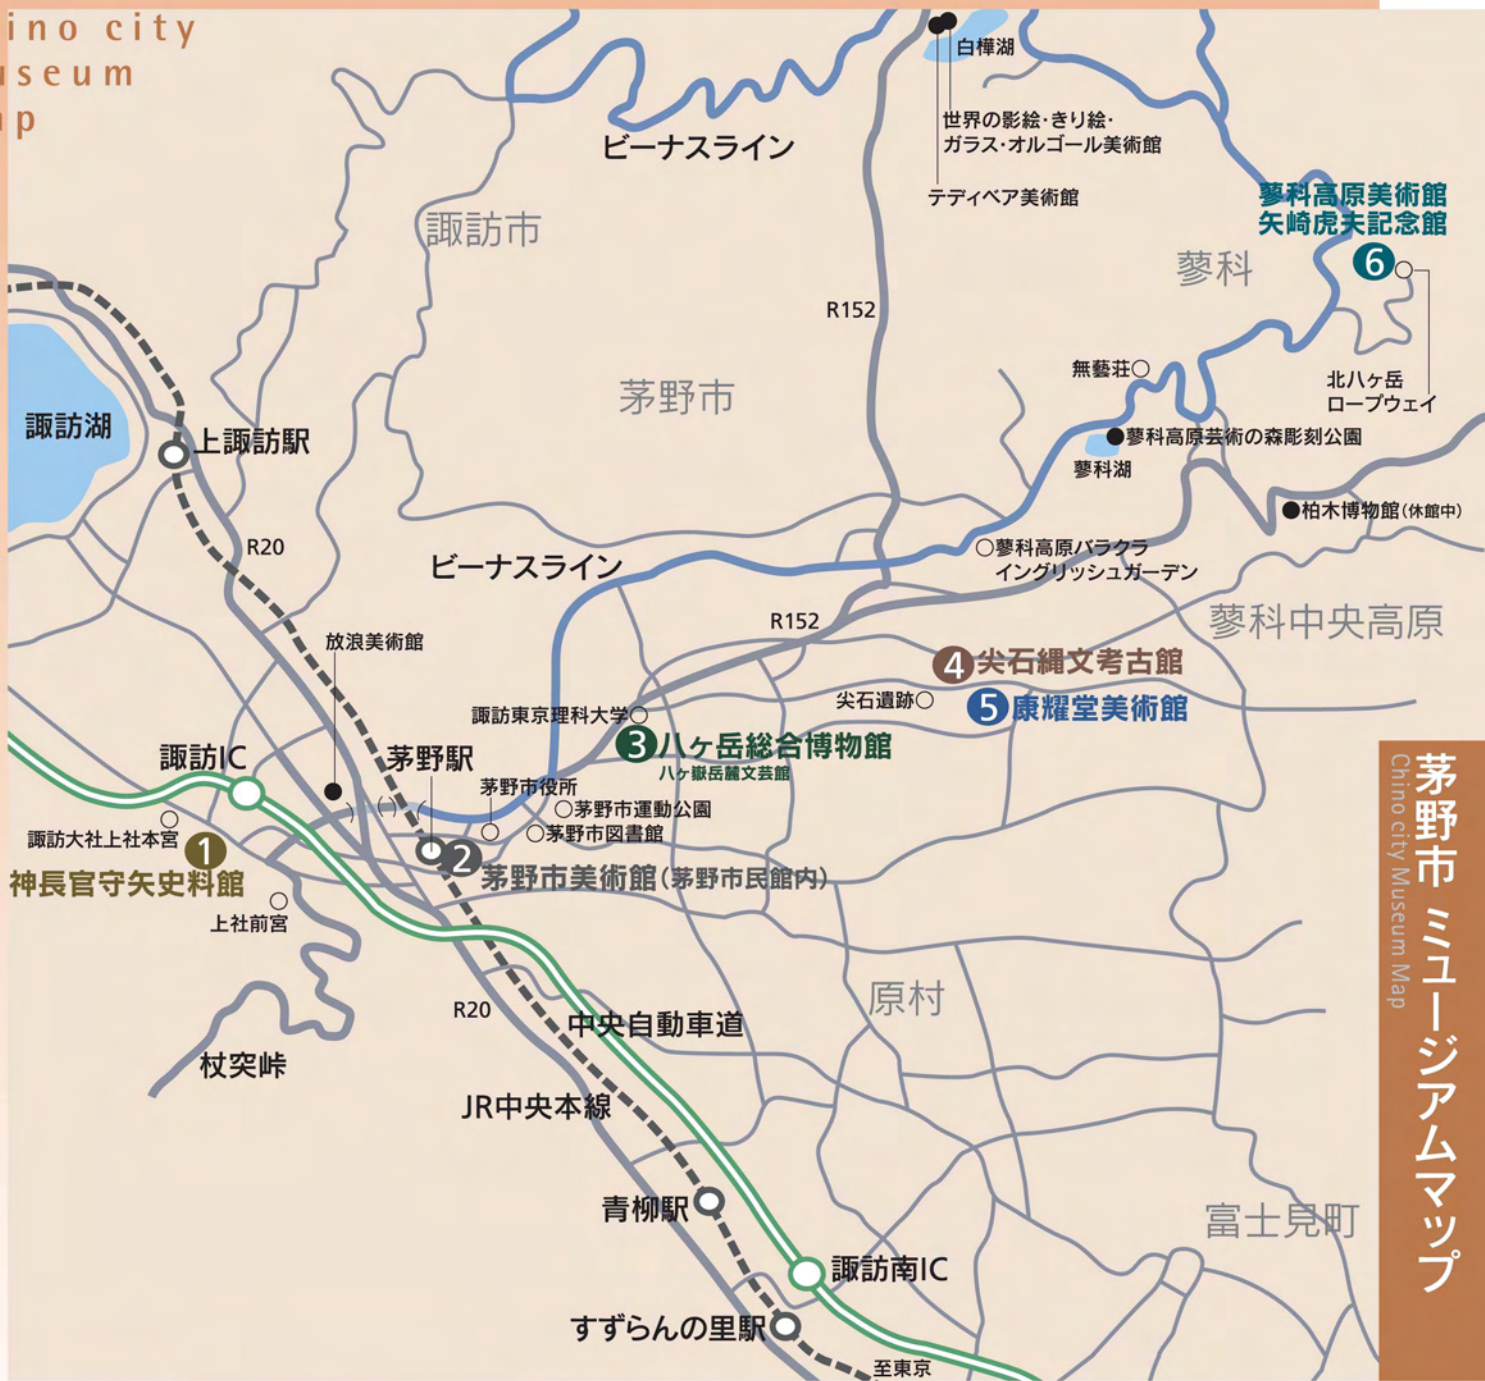 ino city
useum
ap
白樺湖
世界の影絵・きり絵・
ガラス・オルゴール美術館
テディベア美術館
ビーナスライン
諏訪市
蓼科高原美術館
矢崎虎夫記念館
6
蓼科
R152
北八ヶ岳
ロープウェイ
無藝荘
茅野市
諏訪湖
上諏訪駅
蓼科高原芸術の森彫刻公園
蓼科湖
柏木博物館(休館中)
R20
ビーナスライン
蓼科高原バラクラ
イングリッシュガーデン
R152
蓼科中央高原
放浪美術館
4 尖石縄文考古館
尖石遺跡
5 康耀堂美術館
諏訪東京理科大学
3 八ヶ岳総合博物館
八ヶ嶽岳麓文芸館
諏訪IC
茅野駅
茅野市役所
茅野市運動公園
茅野市図書館
諏訪大社上社本宮
1
神長官守矢史料館
2 茅野市美術館(茅野市民館内)
上社前宮
原村
R20
中央自動車道
杖突峠
JR中央本線
青柳駅
富士見町
諏訪南IC
すずらんの里駅
至東京
茅野市 ミュージアムマップ
Chino city Museum Map